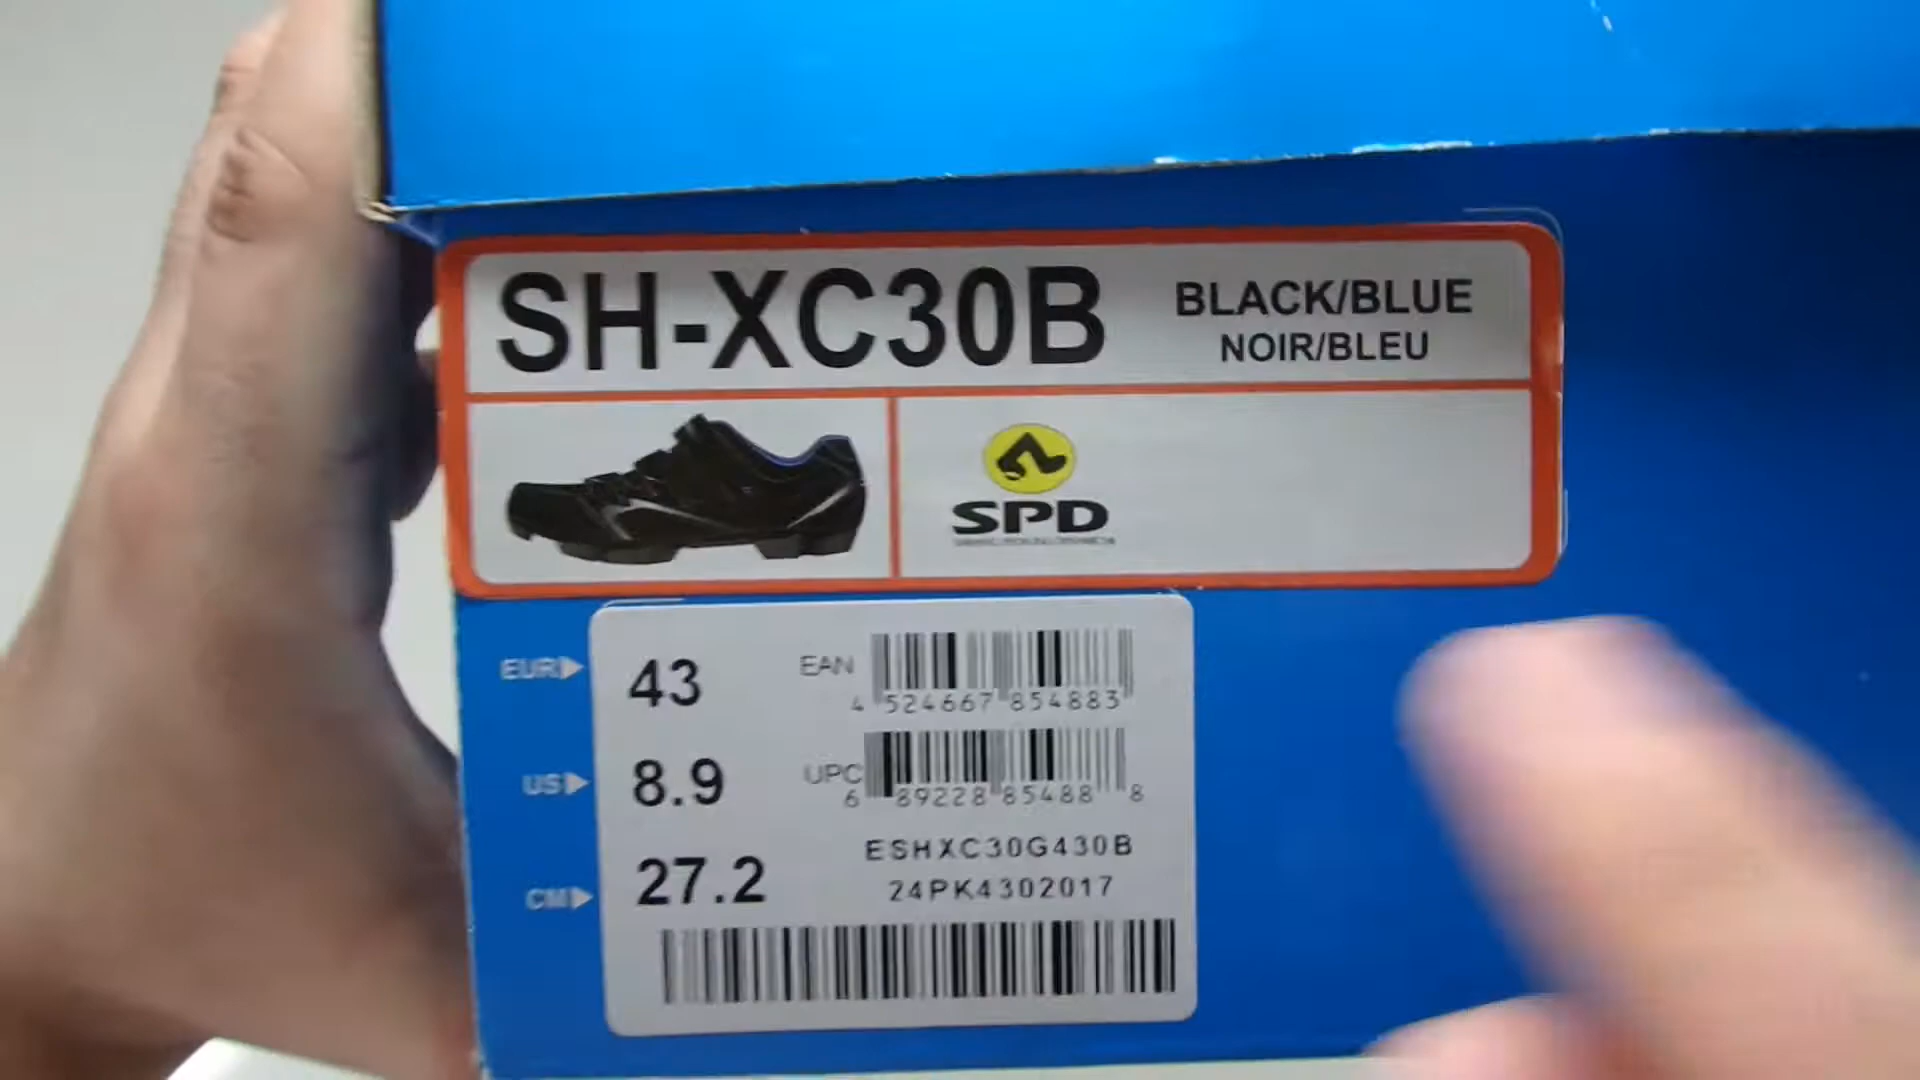 SH-XC30B
BLACK/BLUE
NOIR/BLEU
SPD
EUR 43
EAN
4 524667 854883
US 8.9
UPC
6 89228 85488 8
CM 27.2
ESHXC30G430B
24PK4302017